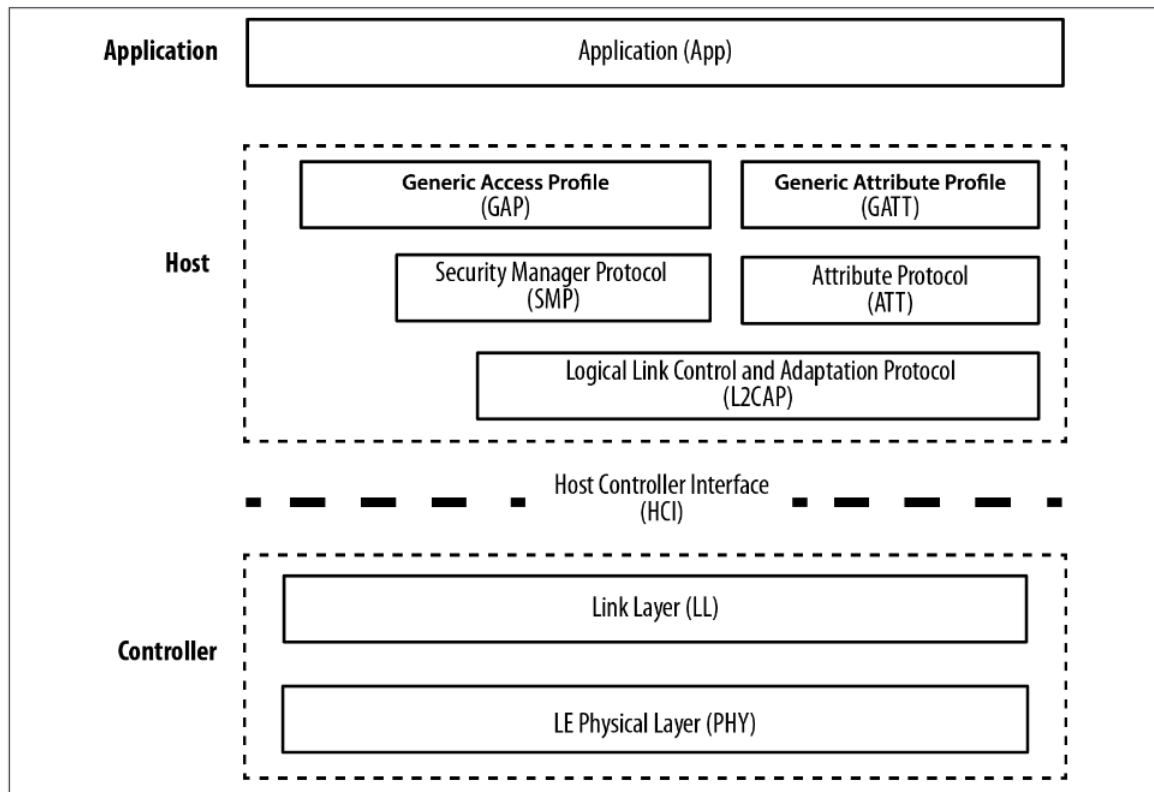 Application
Application (App)
Host
Generic Access Profile
(GAP)
Generic Attribute Profile
(GATT)
Security Manager Protocol
(SMP)
Attribute Protocol
(ATT)
Logical Link Control and Adaptation Protocol
(L2CAP)
Host Controller Interface
(HCI)
Controller
Link Layer (LL)
LE Physical Layer (PHY)